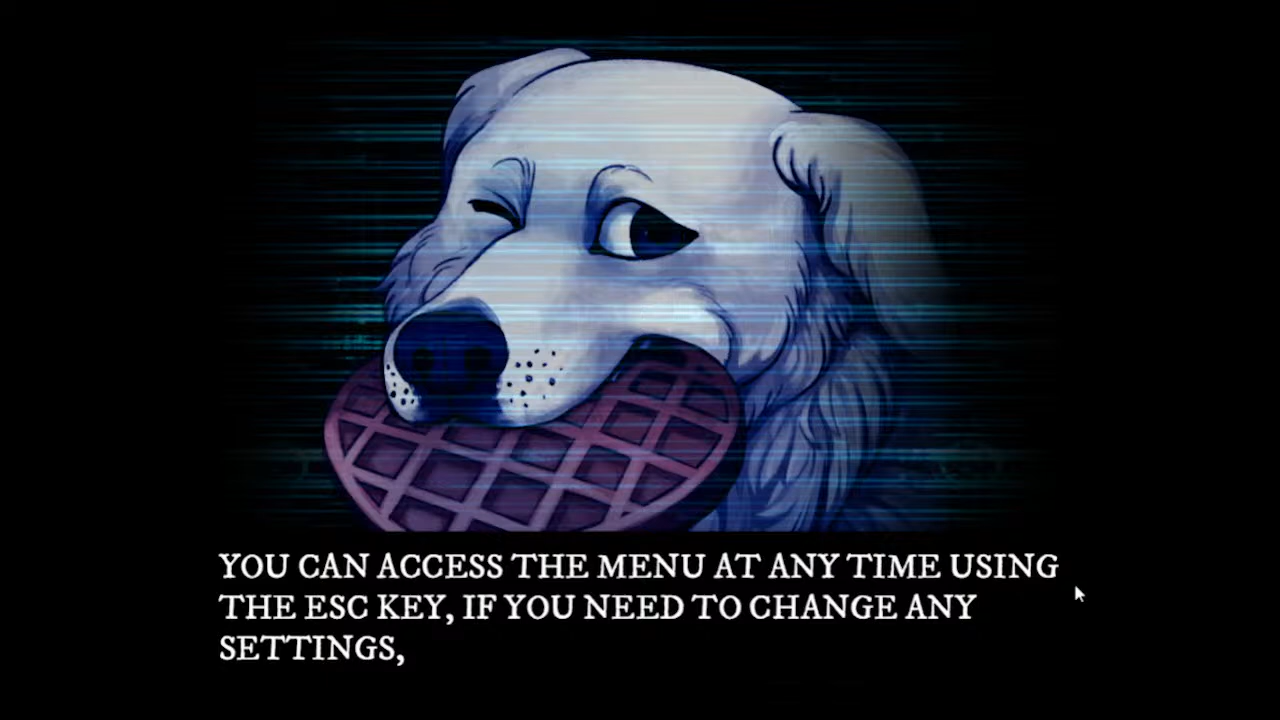 YOU CAN ACCESS THE MENU AT ANY TIME USING
THE ESC KEY, IF YOU NEED TO CHANGE ANY
SETTINGS,